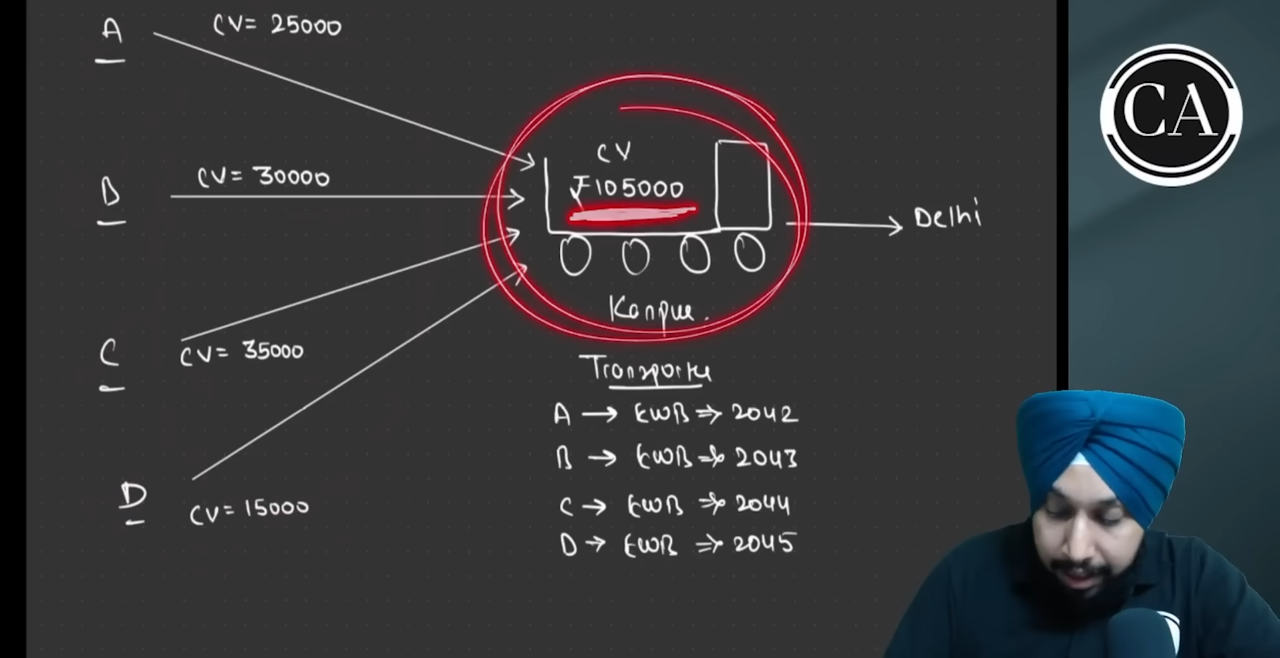 A CV= 25000
B CV= 30000
C CV= 35000
D CV= 15000
CV
₹105000
Delhi
Kanpur.
Transporter
A → EWB ⇒ 2042
B → EWB ⇒ 2043
C → EWB ⇒ 2044
D → EWB ⇒ 2045
CA